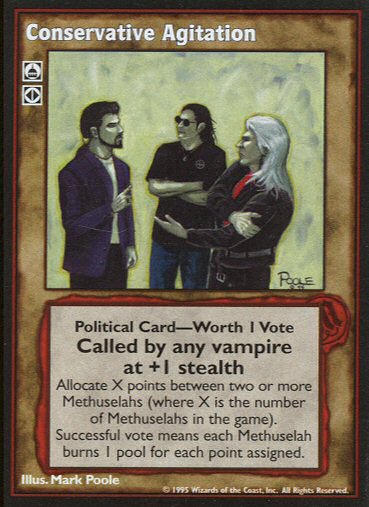 Conservative Agitation
POOLE
Political Card—Worth 1 Vote
Called by any vampire
at +1 stealth
Allocate X points between two or more
Methuselahs (where X is the number
of Methuselahs in the game).
Successful vote means each Methuselah
burns 1 pool for each point assigned.
Illus. Mark Poole
© 1995 Wizards of the Coast, Inc. All Rights Reserved.